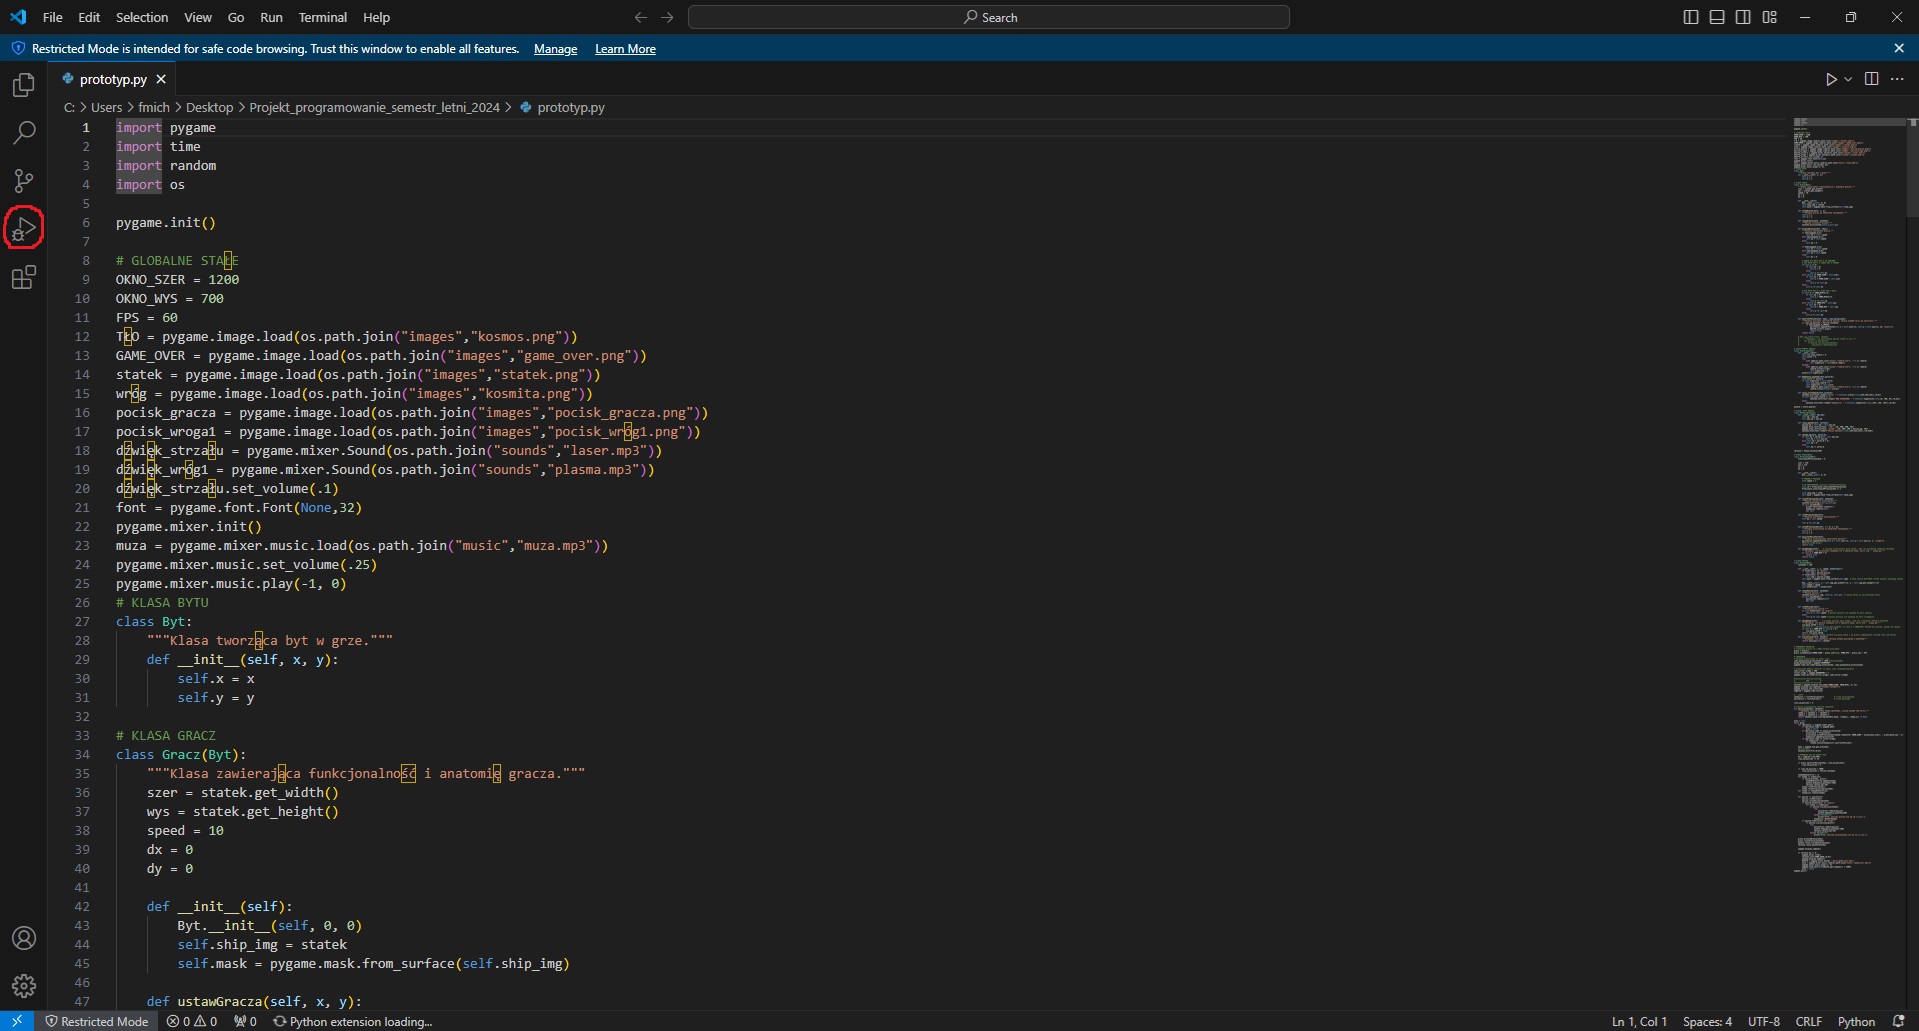 File Edit Selection View Go Run Terminal Help Search
Restricted Mode is intended for safe code browsing. Trust this window to enable all features. Manage Learn More
prototyp.py
C: > Users > fmich > Desktop > Projekt_programowanie_semestr_letni_2024 > prototyp.py
1 import pygame
2 import time
3 import random
4 import os
5
6 pygame.init()
7
8 # GLOBALNE STAŁE
9 OKNO_SZER = 1200
10 OKNO_WYS = 700
11 FPS = 60
12 TŁO = pygame.image.load(os.path.join("images","kosmos.png"))
13 GAME_OVER = pygame.image.load(os.path.join("images","game_over.png"))
14 statek = pygame.image.load(os.path.join("images","statek.png"))
15 wróg = pygame.image.load(os.path.join("images","kosmita.png"))
16 pocisk_gracza = pygame.image.load(os.path.join("images","pocisk_gracza.png"))
17 pocisk_wroga1 = pygame.image.load(os.path.join("images","pocisk_wróg1.png"))
18 dźwięk_strzału = pygame.mixer.Sound(os.path.join("sounds","laser.mp3"))
19 dźwięk_wróg1 = pygame.mixer.Sound(os.path.join("sounds","plasma.mp3"))
20 dźwięk_strzału.set_volume(.1)
21 font = pygame.font.Font(None,32)
22 pygame.mixer.init()
23 muza = pygame.mixer.music.load(os.path.join("music","muza.mp3"))
24 pygame.mixer.music.set_volume(.25)
25 pygame.mixer.music.play(-1, 0)
26 # KLASA BYTU
27 class Byt:
28     """Klasa tworząca byt w grze."""
29     def __init__(self, x, y):
30         self.x = x
31         self.y = y
32
33 # KLASA GRACZ
34 class Gracz(Byt):
35     """Klasa zawierająca funkcjonalność i anatomię gracza."""
36     szer = statek.get_width()
37     wys = statek.get_height()
38     speed = 10
39     dx = 0
40     dy = 0
41
42     def __init__(self):
43         Byt.__init__(self, 0, 0)
44         self.ship_img = statek
45         self.mask = pygame.mask.from_surface(self.ship_img)
46
47     def ustawGracza(self, x, y):
Restricted Mode 0 0 0 Python extension loading... Ln 1, Col 1 Spaces: 4 UTF-8 CRLF Python